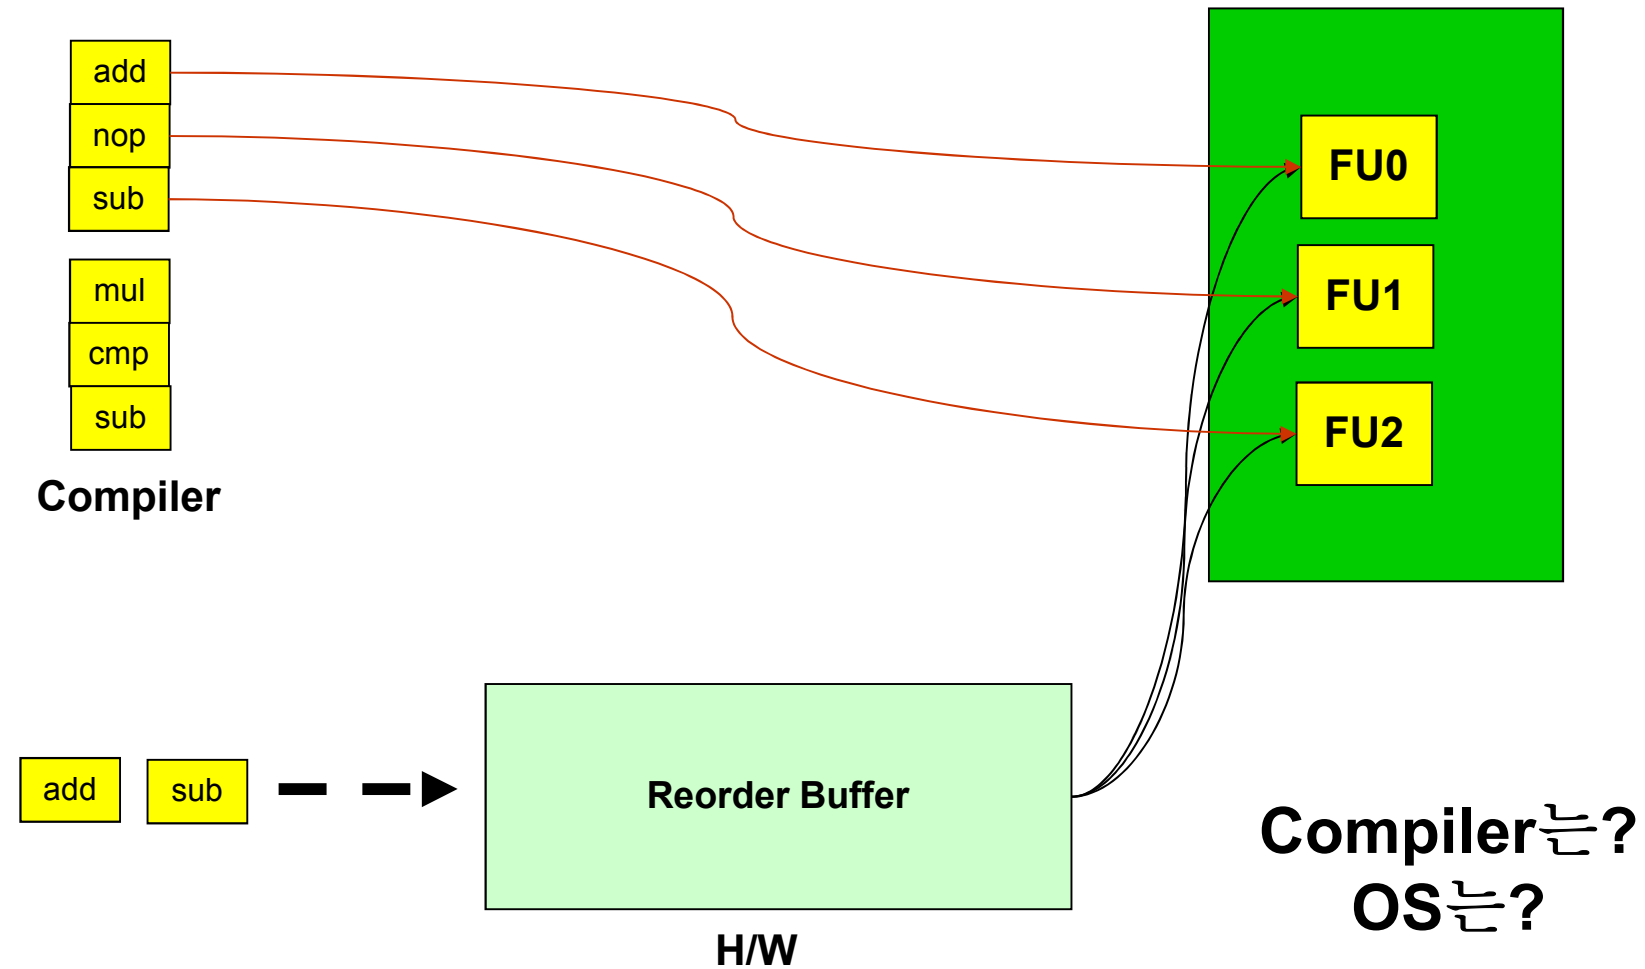 add
nop
sub
mul
cmp
sub
Compiler
FU0
FU1
FU2
add
sub
Reorder Buffer
H/W
Compiler는?
OS는?